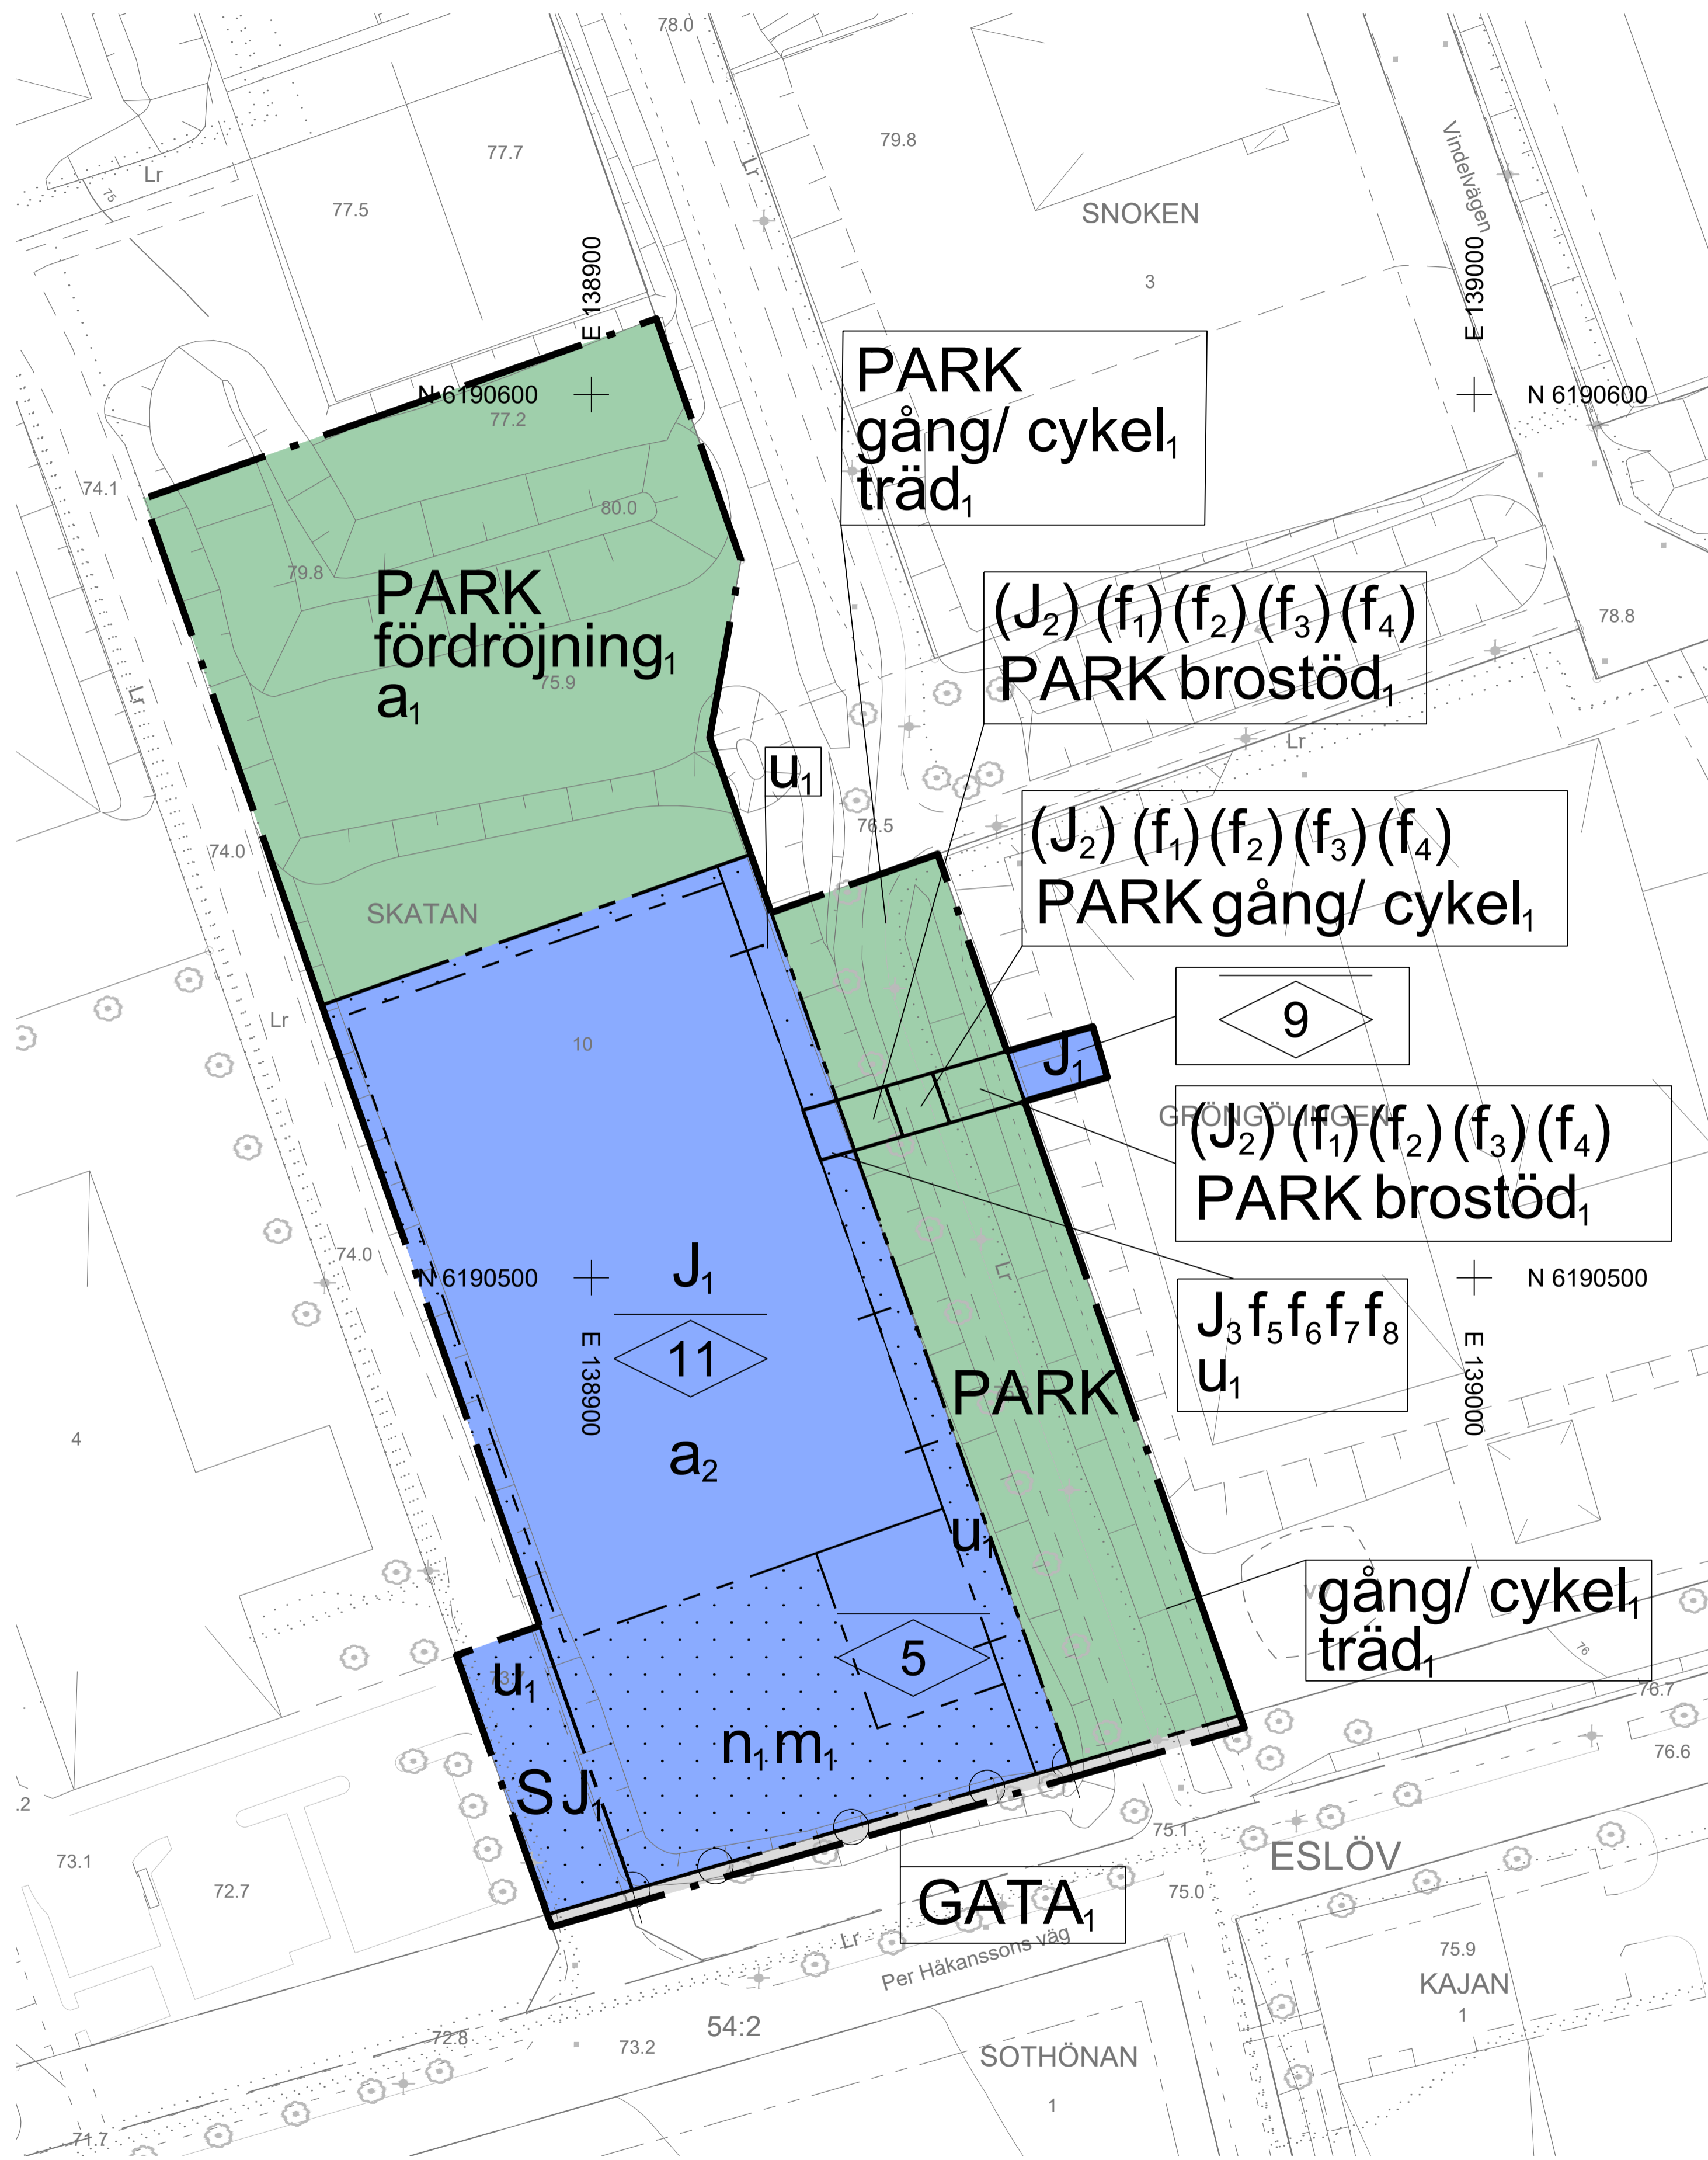 78.0
79.8
77.7
Lr
Lr
75
77.5
SNOKEN
3
Vindelvägen
E 138900
E 139000
N 6190600
77.2
N 6190600
PARK
gång/ cykel₁
träd₁
74.1
80.0
79.8
PARK
fördröjning₁
a₁
75.9
(J₂) (f₁) (f₂) (f₃) (f₄)
PARK brostöd₁
78.8
Lr
Lr
u₁
76.5
(J₂) (f₁) (f₂) (f₃) (f₄)
PARK gång/ cykel₁
74.0
SKATAN
Lr
10
9
J₁
GRÖNGÖLINGEN
(J₂) (f₁) (f₂) (f₃) (f₄)
PARK brostöd₁
74.0
N 6190500
J₁
Lr
N 6190500
J₃ f₅ f₆ f₇ f₈
u₁
E 138900
11
E 139000
PARK
4
a₂
u₁
gång/ cykel₁
träd₁
76
5
u₁
76.7
n₁ m₁
76.6
S J₁
.2
75.1
73.1
72.7
ESLÖV
GATA₁
75.0
Lr
Per Håkanssons väg
75.9
KAJAN
1
54:2
72.8
73.2
SOTHÖNAN
1
71.7